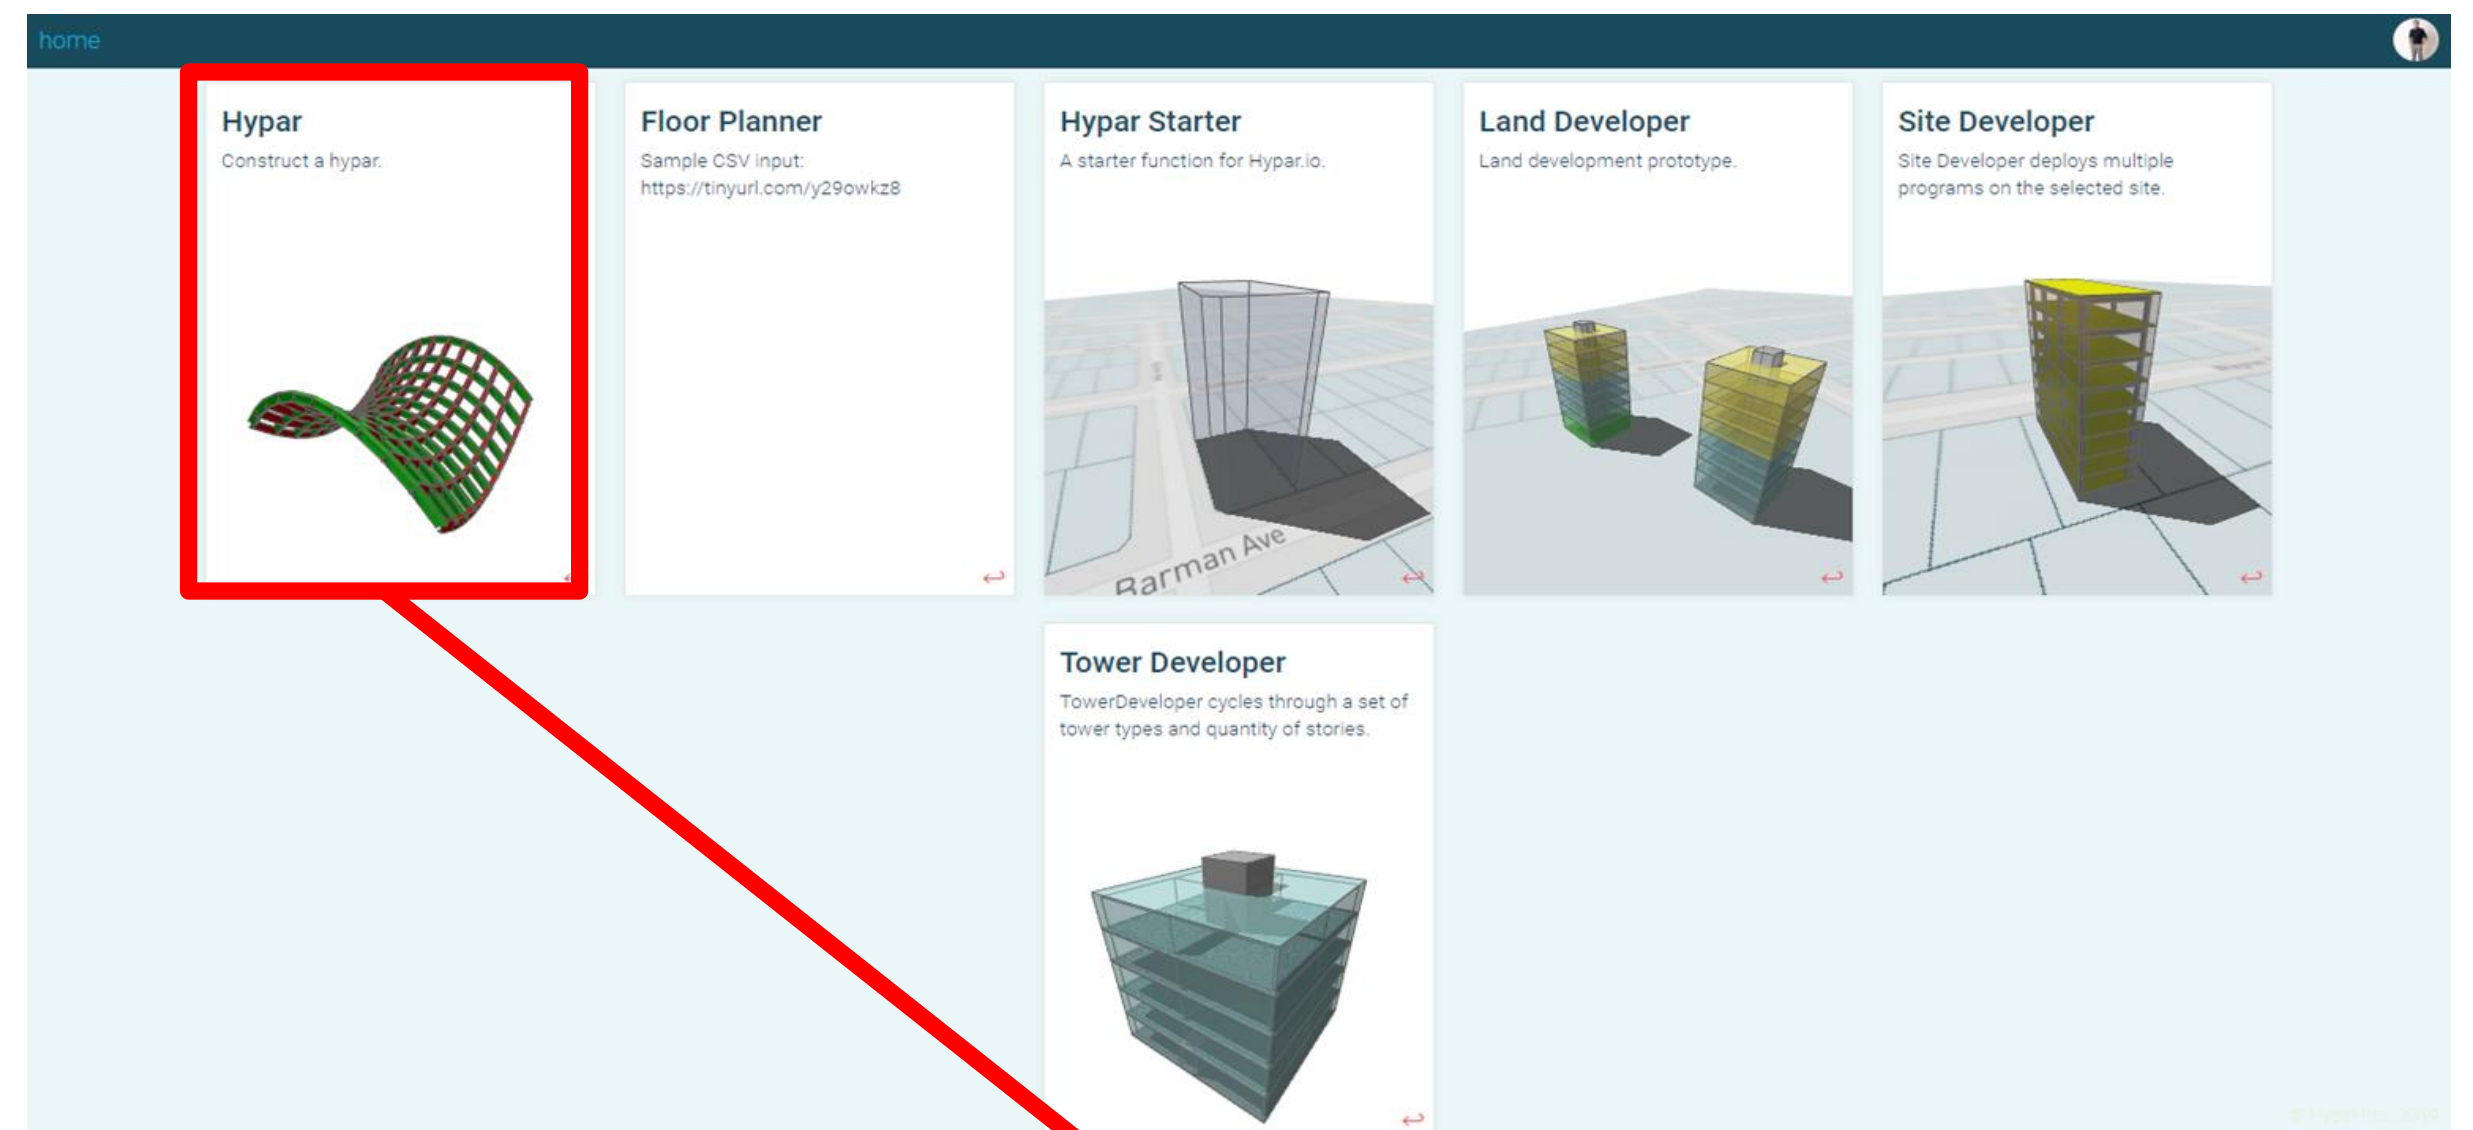 home
Hypar
Construct a hypar.
Floor Planner
Sample CSV input:
https://tinyurl.com/y29owkz8
Hypar Starter
A starter function for Hypar.io.
Barman Ave
Land Developer
Land development prototype.
Site Developer
Site Developer deploys multiple
programs on the selected site.
Tower Developer
TowerDeveloper cycles through a set of
tower types and quantity of stories.